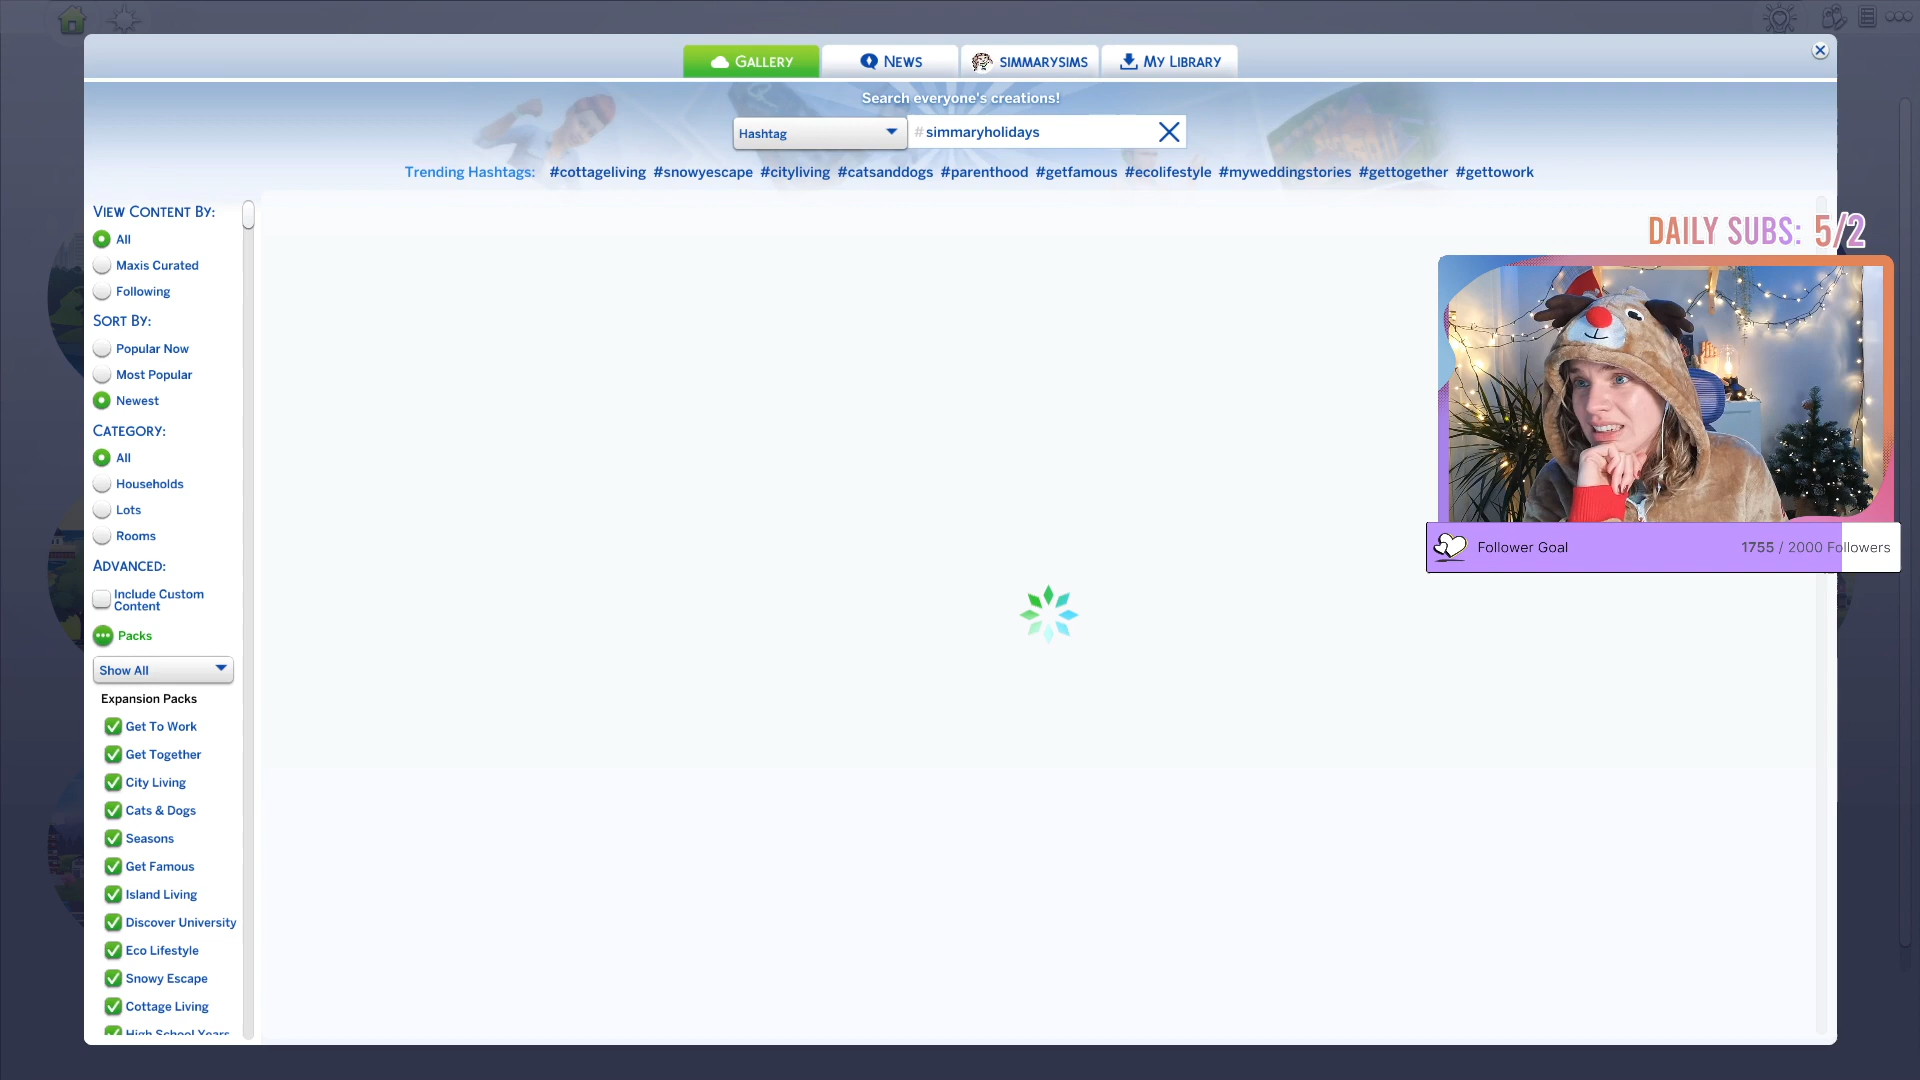 GALLERY
NEWS
SIMMARYSIMS
MY LIBRARY
Search everyone's creations!
Hashtag
#simmaryholidays
Trending Hashtags: #cottageliving #snowyescape #cityliving #catsanddogs #parenthood #getfamous #ecolifestyle #myweddingstories #gettogether #gettowork
VIEW CONTENT BY:
All
Maxis Curated
Following
SORT BY:
Popular Now
Most Popular
Newest
CATEGORY:
All
Households
Lots
Rooms
ADVANCED:
Include Custom
Content
Packs
Show All
Expansion Packs
Get To Work
Get Together
City Living
Cats & Dogs
Seasons
Get Famous
Island Living
Discover University
Eco Lifestyle
Snowy Escape
Cottage Living
High School Years
DAILY SUBS: 5/2
Follower Goal
1755 / 2000 Followers